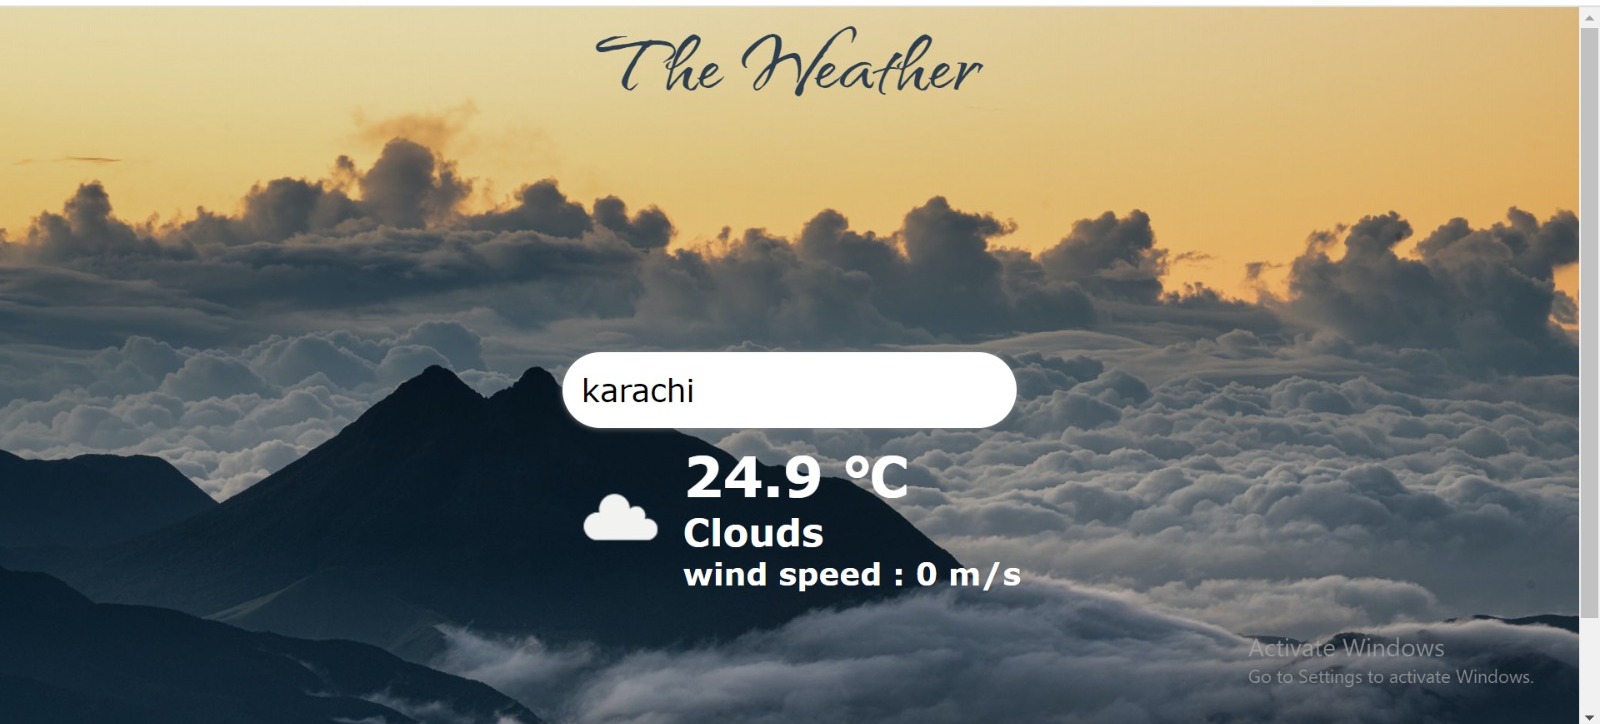 The Weather
karachi
24.9 °C
Clouds
wind speed : 0 m/s
Activate Windows
Go to Settings to activate Windows.